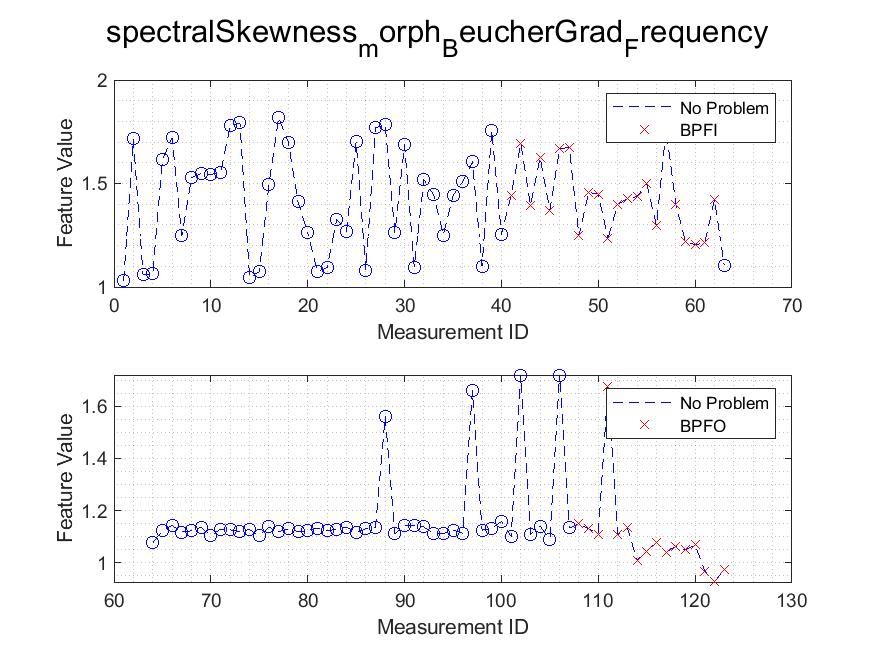 spectralSkewness_morph_BeucherGrad_Frequency
2
1.5
1
Feature Value
No Problem
BPFI
0 10 20 30 40 50 60 70
Measurement ID
1.6
1.4
1.2
1
Feature Value
No Problem
BPFO
60 70 80 90 100 110 120 130
Measurement ID